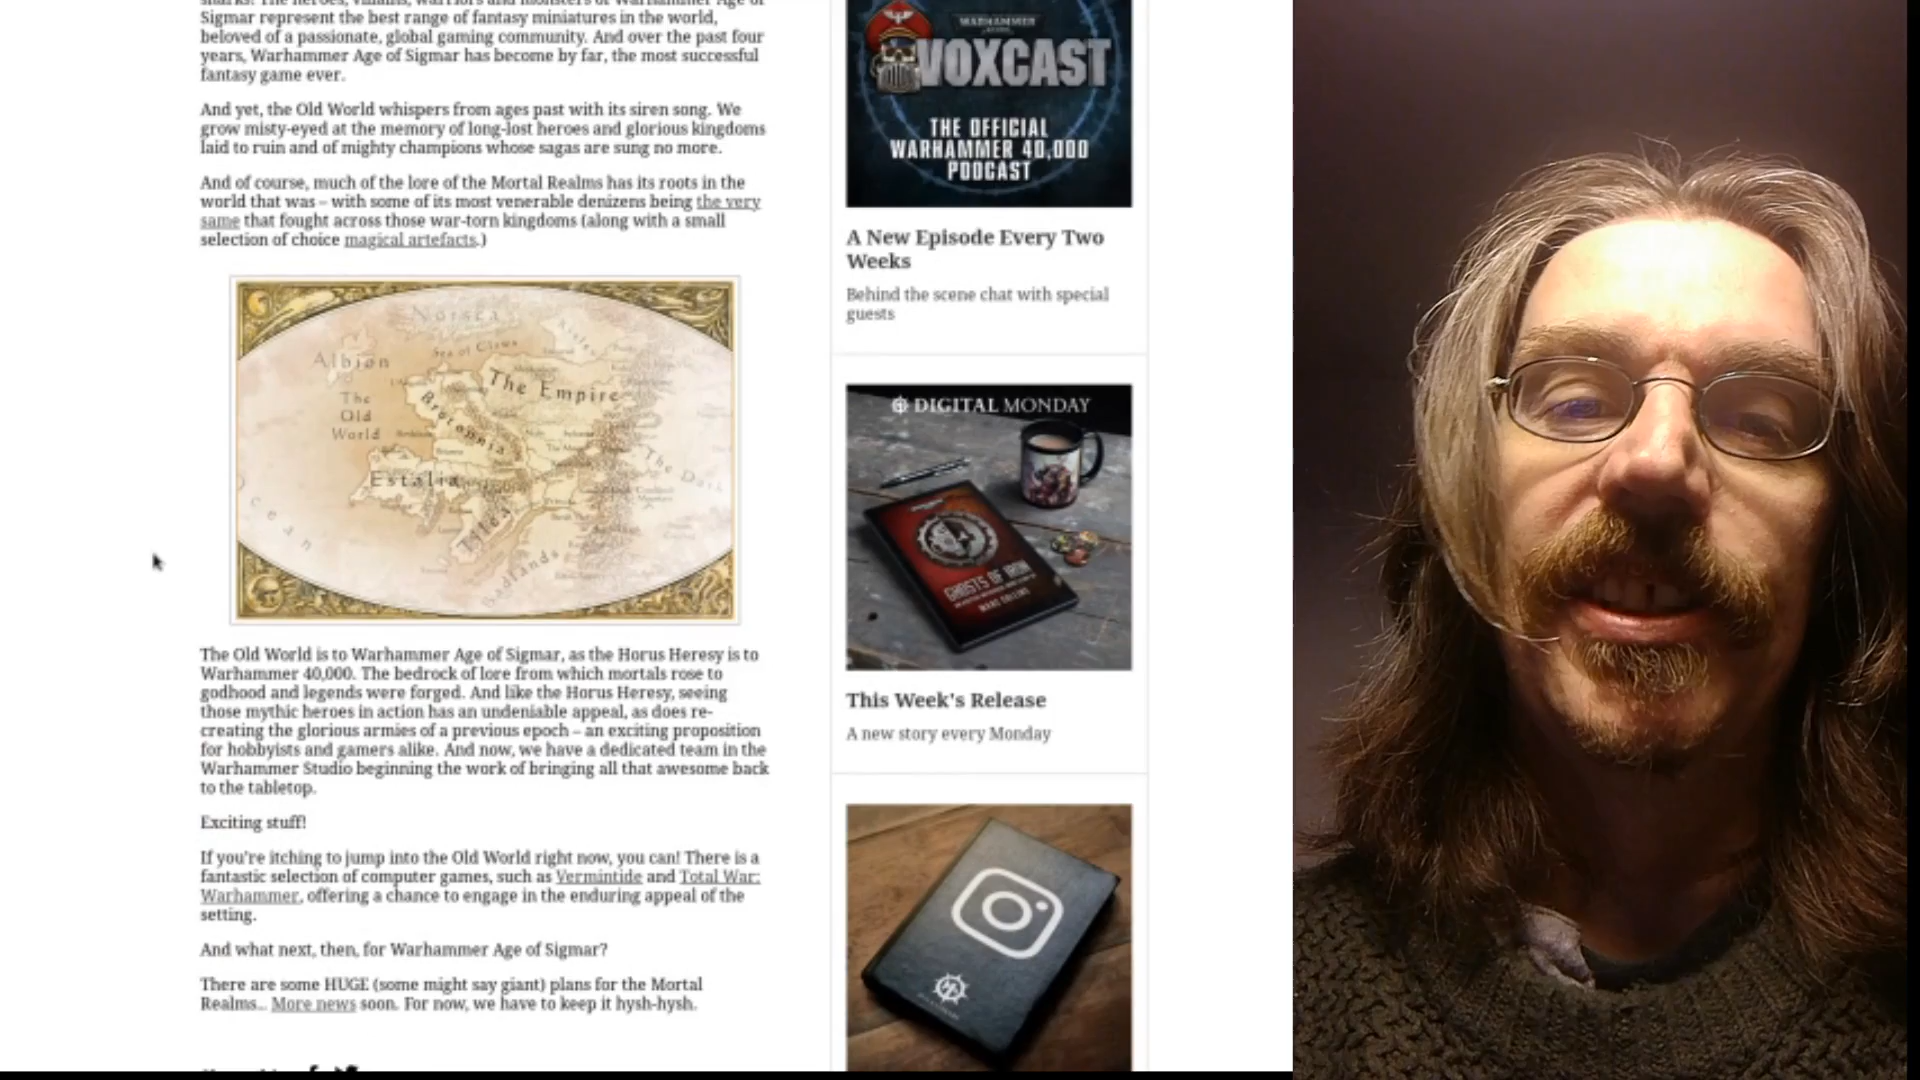 Sigmar represent the best range of fantasy miniatures in the world,
beloved of a passionate, global gaming community. And over the past four
years, Warhammer Age of Sigmar has become by far, the most successful
fantasy game ever.
And yet, the Old World whispers from ages past with its siren song. We
grow misty-eyed at the memory of long-lost heroes and glorious kingdoms
laid to ruin and of mighty champions whose sagas are sung no more.
And of course, much of the lore of the Mortal Realms has its roots in the
world that was – with some of its most venerable denizens being the very
same that fought across those war-torn kingdoms (along with a small
selection of choice magical artefacts.)
Norsca
Albion
Sea of Claws
The
Old
World
The Empire
Bretonnia
Estalia
Tilea
The Dark
Badlands
Ocean
The Old World is to Warhammer Age of Sigmar, as the Horus Heresy is to
Warhammer 40,000. The bedrock of lore from which mortals rose to
godhood and legends were forged. And like the Horus Heresy, seeing
those mythic heroes in action has an undeniable appeal, as does re-
creating the glorious armies of a previous epoch – an exciting proposition
for hobbyists and gamers alike. And now, we have a dedicated team in the
Warhammer Studio beginning the work of bringing all that awesome back
to the tabletop.
Exciting stuff!
If you're itching to jump into the Old World right now, you can! There is a
fantastic selection of computer games, such as Vermintide and Total War:
Warhammer, offering a chance to engage in the enduring appeal of the
setting.
And what next, then, for Warhammer Age of Sigmar?
There are some HUGE (some might say giant) plans for the Mortal
Realms... More news soon. For now, we have to keep it hysh-hysh.
WARHAMMER
VOXCAST
THE OFFICIAL
WARHAMMER 40,000
PODCAST
A New Episode Every Two
Weeks
Behind the scene chat with special
guests
DIGITAL MONDAY
GHOSTS OF IRON
This Week's Release
A new story every Monday